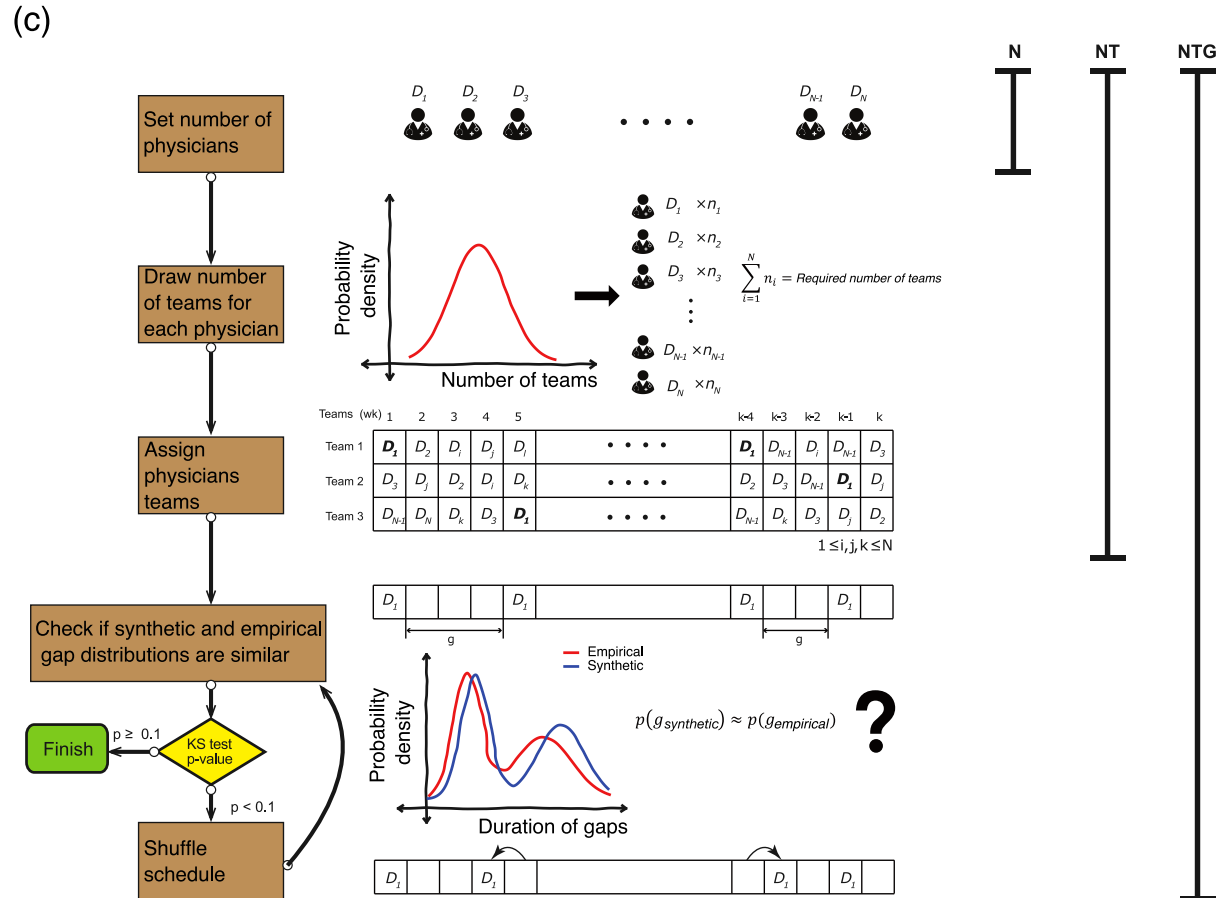 (c)
N NT NTG
Set number of
physicians
D1 D2 D3 . . . . DN-1 DN
Draw number
of teams for
each physician
Probability
density
Number of teams
D1 ×n1
D2 ×n2
D3 ×n3
DN-1 ×nN-1
DN ×nN
∑_{i=1}^{N} n_i = Required number of teams
Assign
physicians
teams
Teams (wk) 1 2 3 4 5 k-4 k-3 k-2 k-1 k
Team 1 D1 D2 Di Dj Dl . . . . D1 DN-1 Di DN-1 D3
Team 2 D3 Dj D2 Di Dk . . . . D2 D3 DN-1 D1 Dj
Team 3 DN-1 DN Dk D3 D1 . . . . DN-1 Dk D3 Dj D2
1 ≤i,j,k ≤N
D1 D1 D1 D1
g g
Check if synthetic and empirical
gap distributions are similar
Empirical
Synthetic
Probability
density
Duration of gaps
p(gsynthetic) ≈ p(gempirical) ?
KS test
p-value
p ≥ 0.1
Finish
p < 0.1
Shuffle
schedule
D1 D1 D1 D1